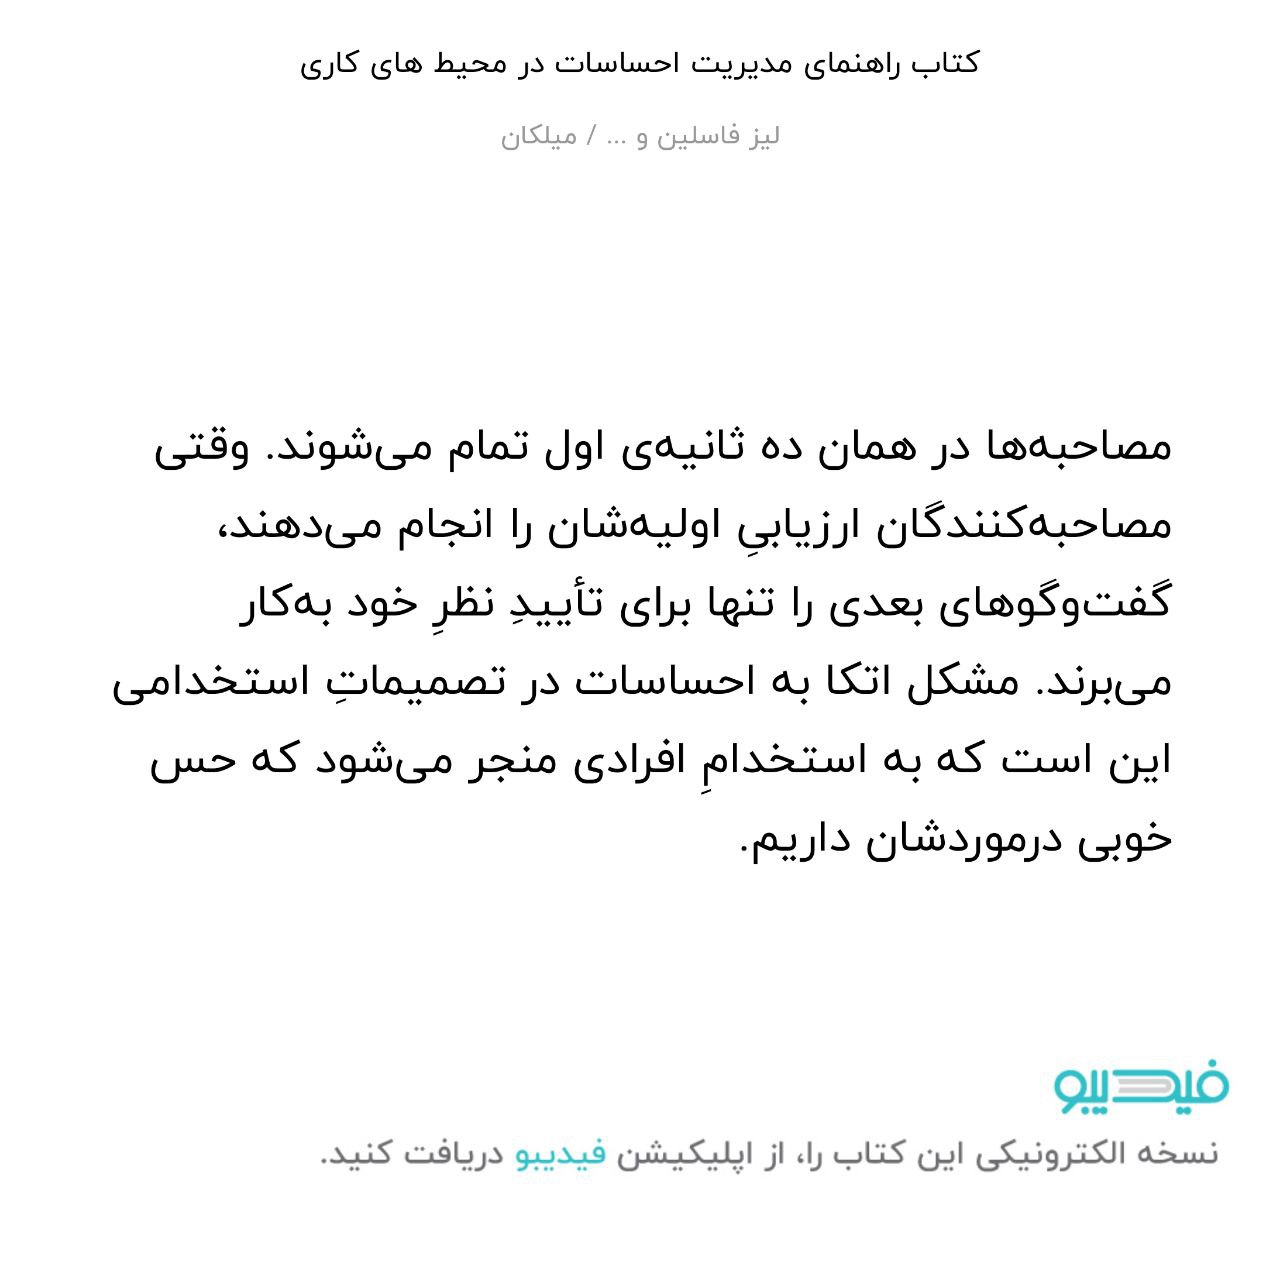 کتاب راهنمای مدیریت احساسات در محیط های کاری
لیز فاسلین و ... / میلکان
مصاحبه‌ها در همان ده ثانیه‌ی اول تمام می‌شوند. وقتی
مصاحبه‌کنندگان ارزیابیِ اولیه‌شان را انجام می‌دهند،
گفت‌وگوهای بعدی را تنها برای تأییدِ نظرِ خود به‌کار
می‌برند. مشکل اتکا به احساسات در تصمیماتِ استخدامی
این است که به استخدامِ افرادی منجر می‌شود که حس
خوبی درموردشان داریم.
فیدیبو
نسخه الکترونیکی این کتاب را، از اپلیکیشن فیدیبو دریافت کنید.